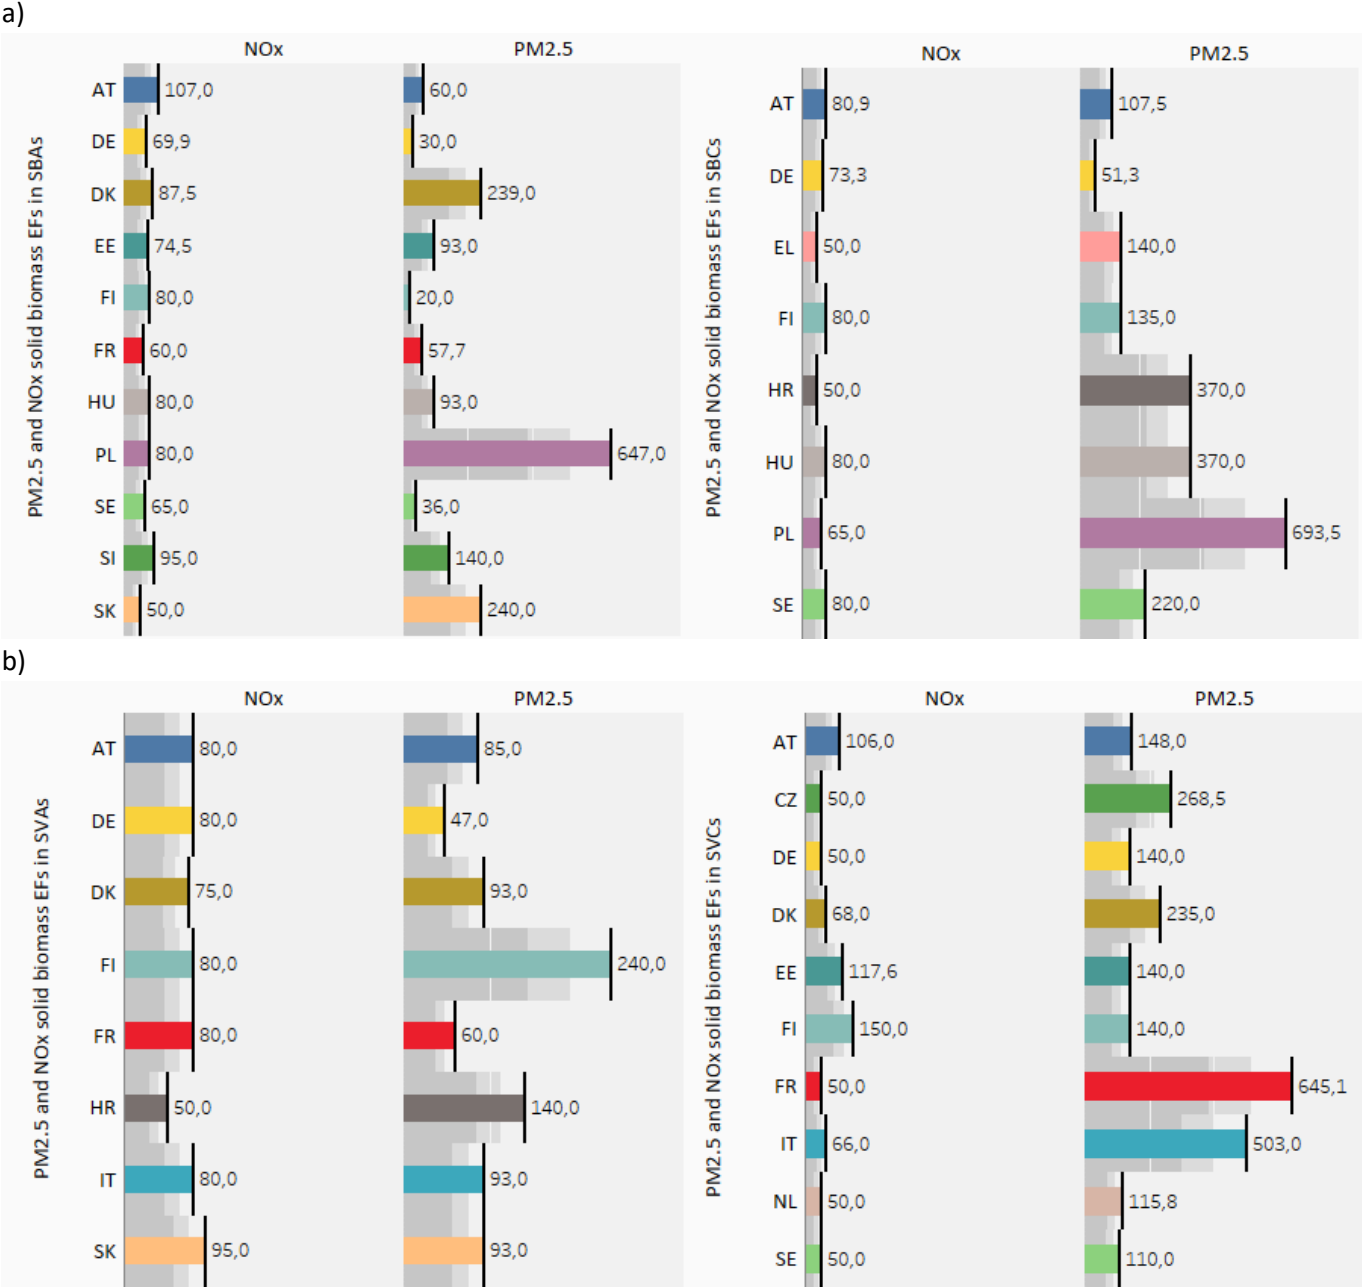 a)
NOx PM2.5
PM2.5 and NOx solid biomass EFs in SBAs
AT 107,0 60,0
DE 69,9 30,0
DK 87,5 239,0
EE 74,5 93,0
FI 80,0 20,0
FR 60,0 57,7
HU 80,0 93,0
PL 80,0 647,0
SE 65,0 36,0
SI 95,0 140,0
SK 50,0 240,0
NOx PM2.5
PM2.5 and NOx solid biomass EFs in SBCs
AT 80,9 107,5
DE 73,3 51,3
EL 50,0 140,0
FI 80,0 135,0
HR 50,0 370,0
HU 80,0 370,0
PL 65,0 693,5
SE 80,0 220,0
b)
NOx PM2.5
PM2.5 and NOx solid biomass EFs in SVAs
AT 80,0 85,0
DE 80,0 47,0
DK 75,0 93,0
FI 80,0 240,0
FR 80,0 60,0
HR 50,0 140,0
IT 80,0 93,0
SK 95,0 93,0
NOx PM2.5
PM2.5 and NOx solid biomass EFs in SVCs
AT 106,0 148,0
CZ 50,0 268,5
DE 50,0 140,0
DK 68,0 235,0
EE 117,6 140,0
FI 150,0 140,0
FR 50,0 645,1
IT 66,0 503,0
NL 50,0 115,8
SE 50,0 110,0